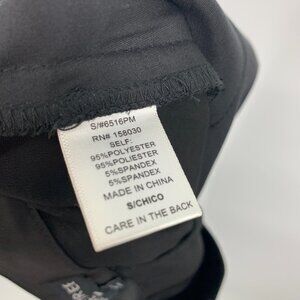 S/#6516PM
RN# 158030
SELF:
95%POLYESTER
95%POLIESTER
5%SPANDEX
5%SPANDEX
MADE IN CHINA
S/CHICO
CARE IN THE BACK